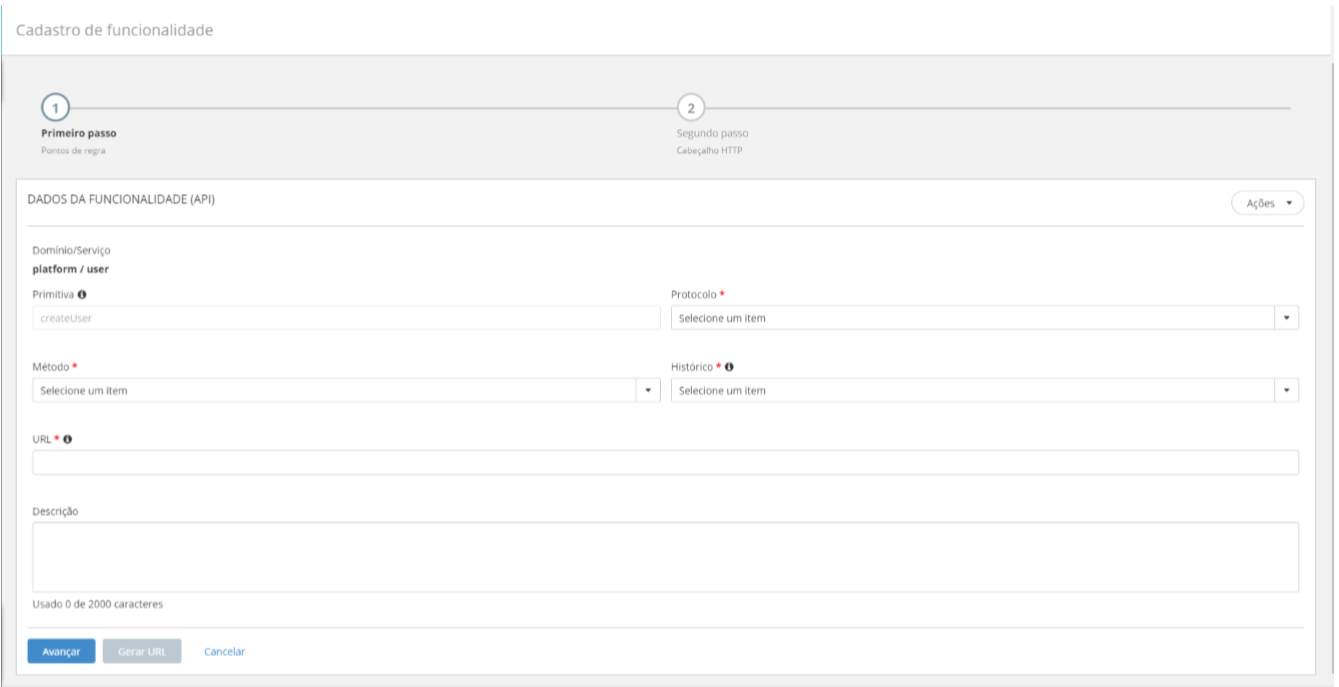 Cadastro de funcionalidade
1
2
Primeiro passo
Segundo passo
Pontos de regra
Cabeçalho HTTP
DADOS DA FUNCIONALIDADE (API)
Ações
Domínio/Serviço
platform / user
Primitiva
Protocolo *
createUser
Selecione um item
Método *
Histórico *
Selecione um item
Selecione um item
URL *
Descrição
Usado 0 de 2000 caracteres
Avançar
Gerar URL
Cancelar